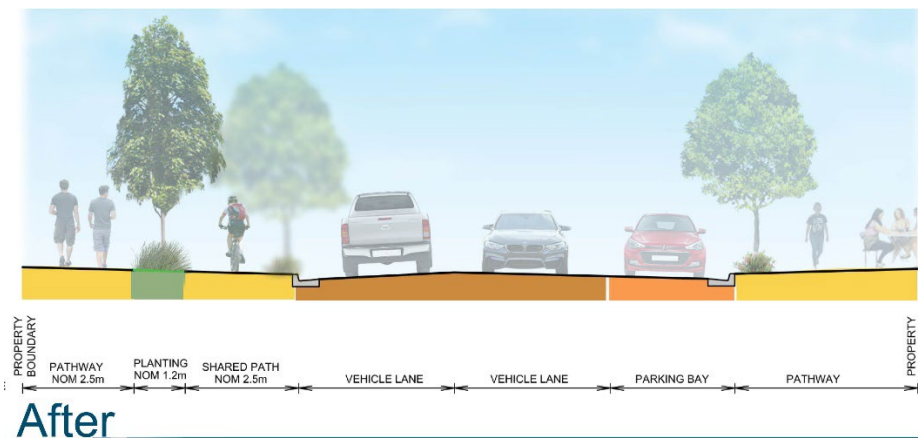 PROPERTY
BOUNDARY
PATHWAY
NOM 2.5m
PLANTING
NOM 1.2m
SHARED PATH
NOM 2.5m
VEHICLE LANE
VEHICLE LANE
PARKING BAY
PATHWAY
PROPERTY
After